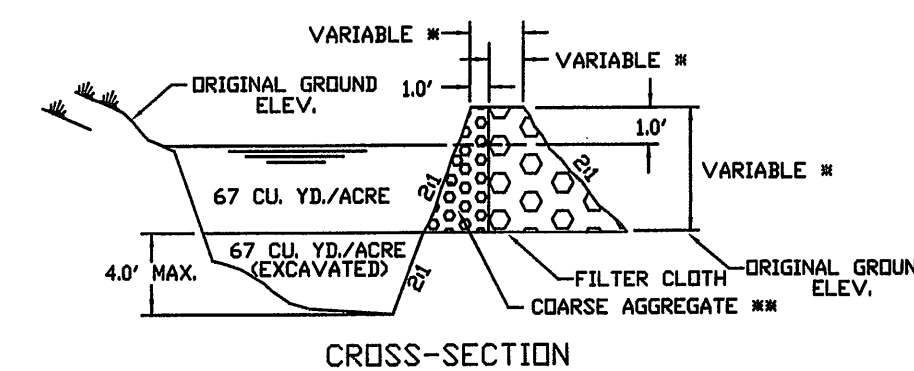 VARIABLE *
VARIABLE *
ORIGINAL GROUND
ELEV.
1.0'
1.0'
2:1
2:1
VARIABLE *
67 CU. YD./ACRE
67 CU. YD./ACRE
(EXCAVATED)
4.0' MAX.
2:1
FILTER CLOTH
ORIGINAL GROUN
ELEV.
COARSE AGGREGATE **
CROSS-SECTION